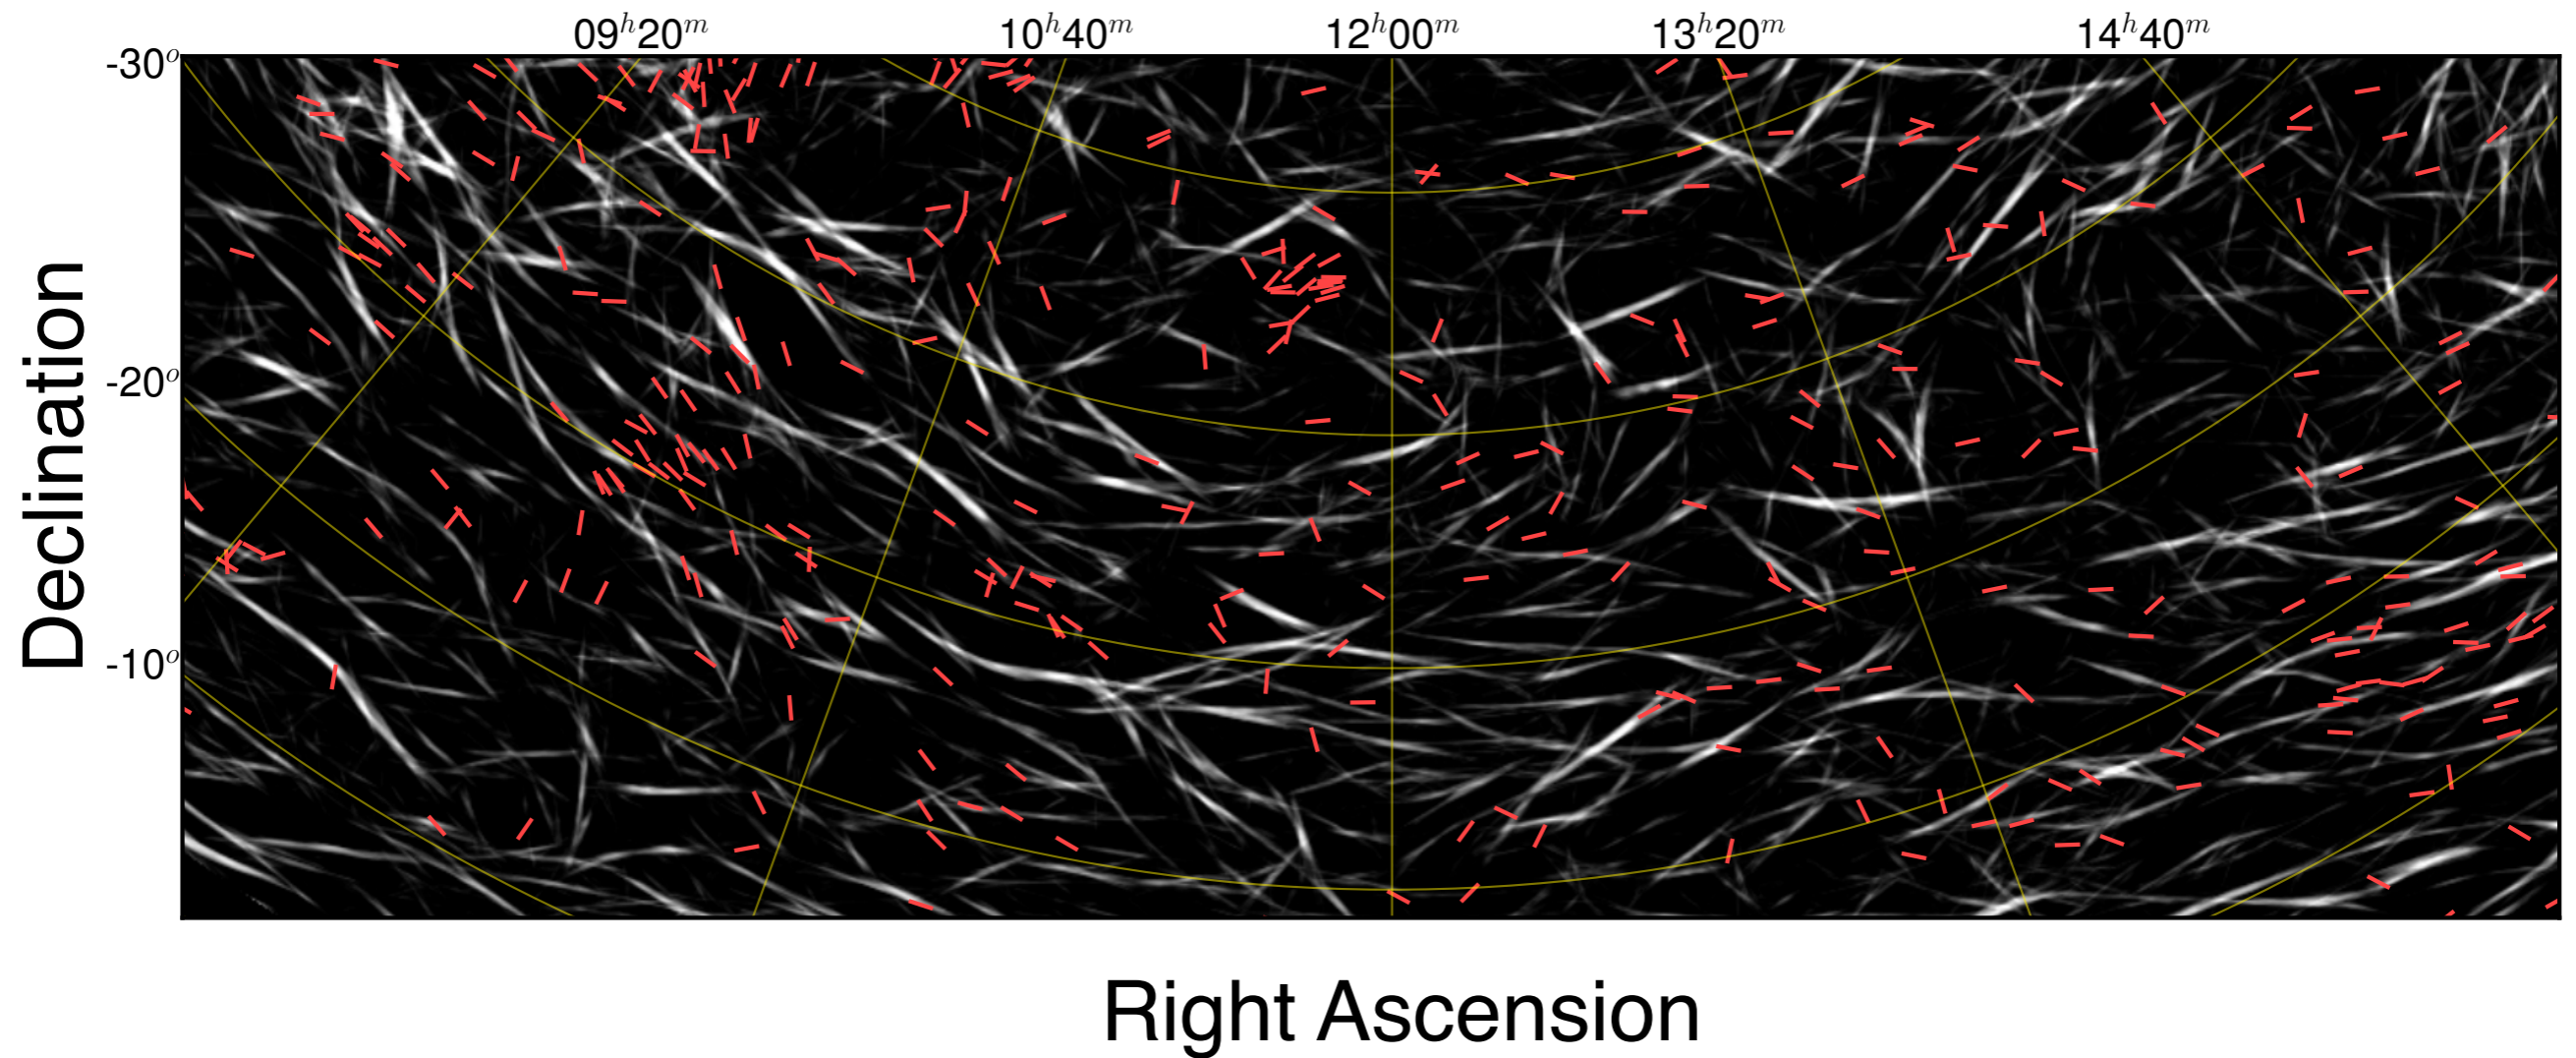 09ʰ20ᵐ 10ʰ40ᵐ 12ʰ00ᵐ 13ʰ20ᵐ 14ʰ40ᵐ
-30º
-20º
-10º
Declination
Right Ascension